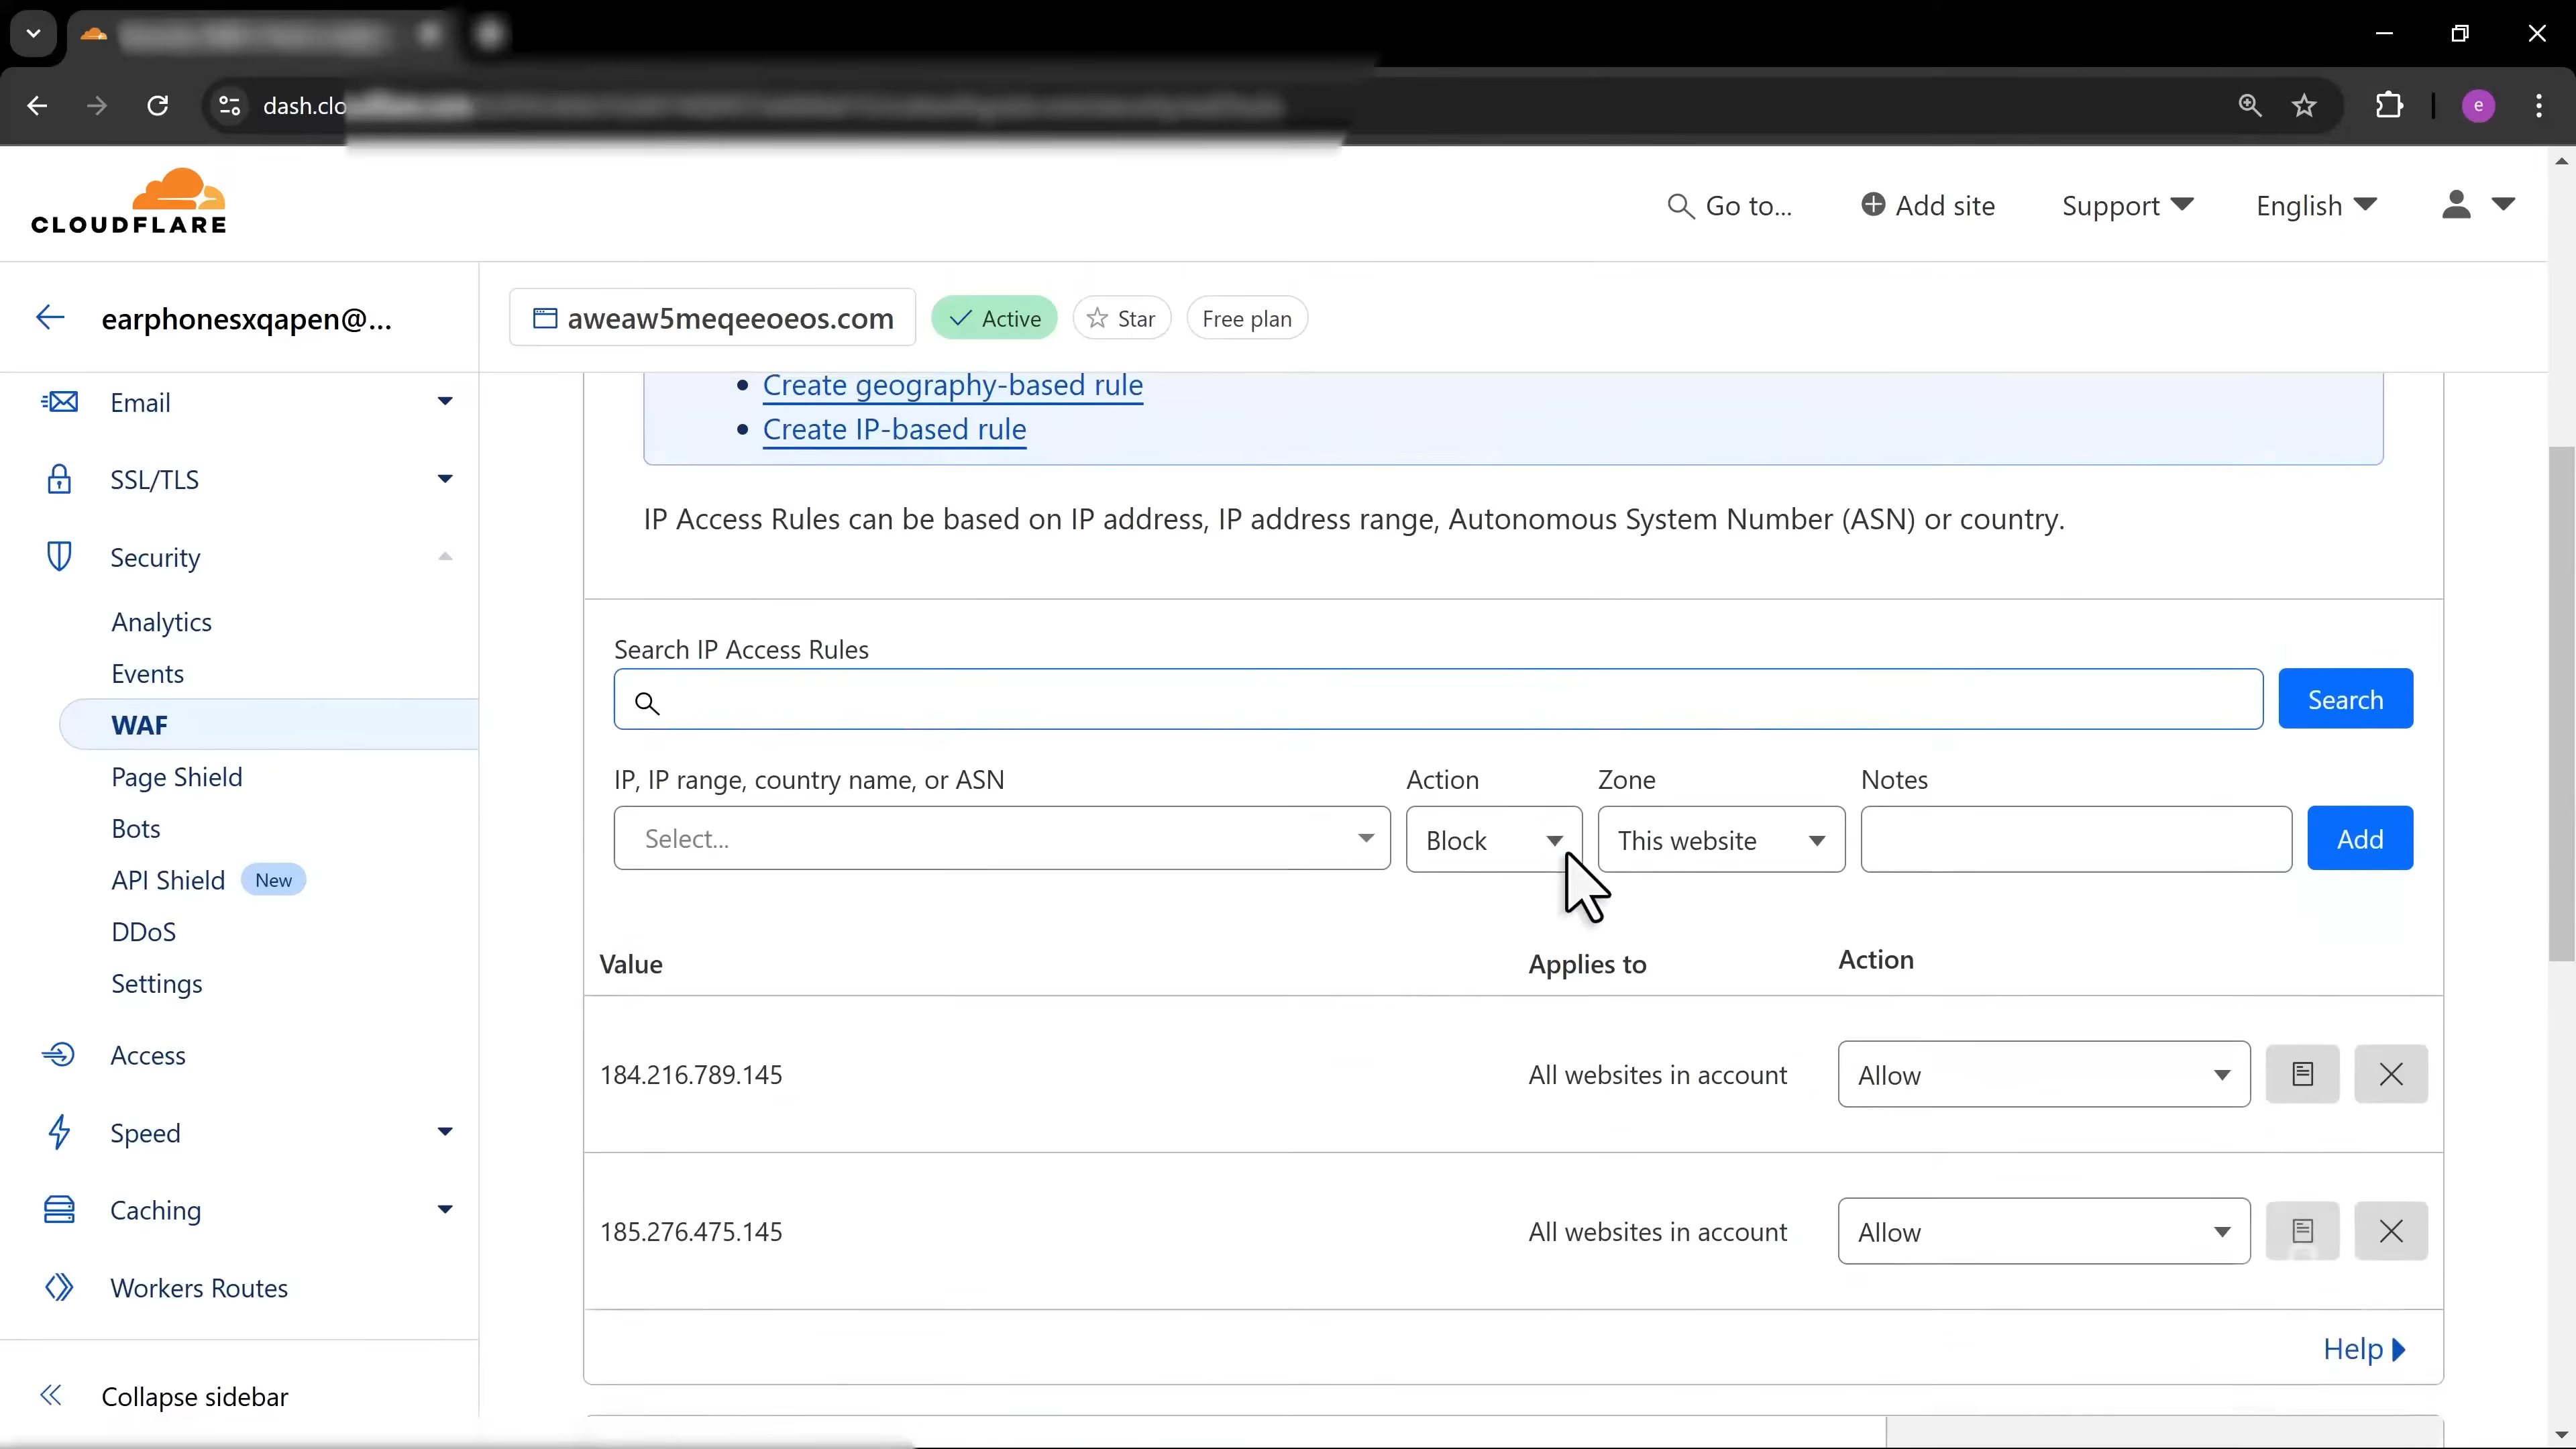 dash.clo
e
CLOUDFLARE
Go to...
Add site
Support
English
earphonesxqapen@...
aweaw5meqeeoeos.com
Active
Star
Free plan
Email
SSL/TLS
Security
Analytics
Events
WAF
Page Shield
Bots
API Shield New
DDoS
Settings
Access
Speed
Caching
Workers Routes
Collapse sidebar
Create geography-based rule
Create IP-based rule
IP Access Rules can be based on IP address, IP address range, Autonomous System Number (ASN) or country.
Search IP Access Rules
Search
IP, IP range, country name, or ASN Action Zone Notes
Select... Block This website Add
Value Applies to Action
184.216.789.145 All websites in account Allow
185.276.475.145 All websites in account Allow
Help